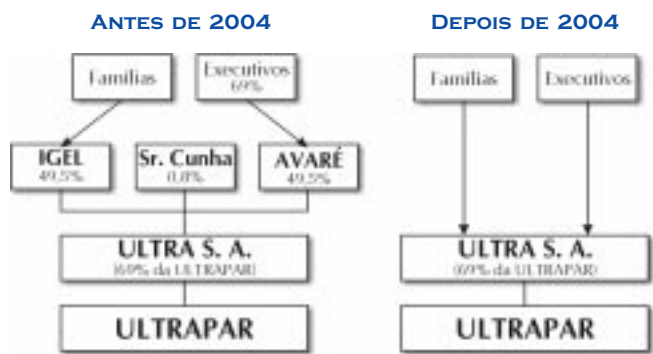 ANTES DE 2004
Famílias
Executivos
69%
IGEL
49,5%
Sr. Cunha
0,8%
AVARÉ
49,5%
ULTRA S. A.
(69% da ULTRAPAR)
ULTRAPAR
DEPOIS DE 2004
Famílias
Executivos
ULTRA S. A.
(69% da ULTRAPAR)
ULTRAPAR